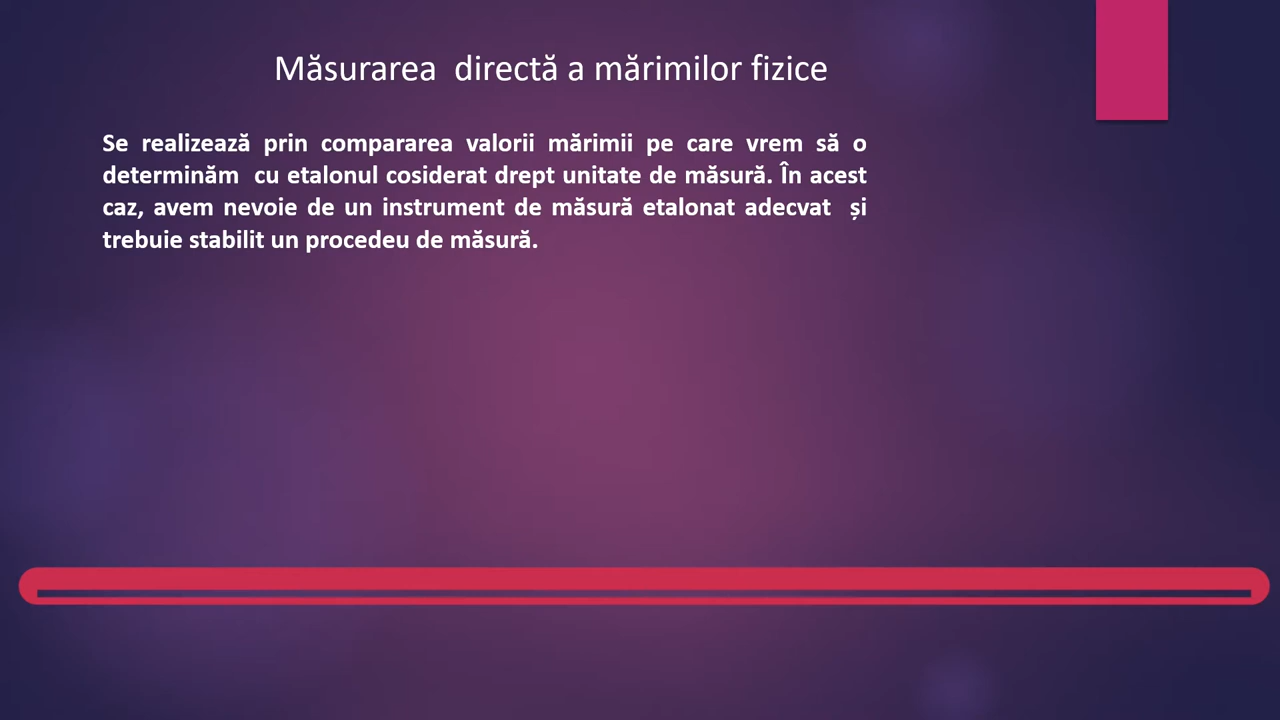 Măsurarea  directă a mărimilor fizice
Se realizează prin compararea valorii mărimii pe care vrem să o
determinăm  cu etalonul cosiderat drept unitate de măsură. În acest
caz, avem nevoie de un instrument de măsură etalonat adecvat  și
trebuie stabilit un procedeu de măsură.